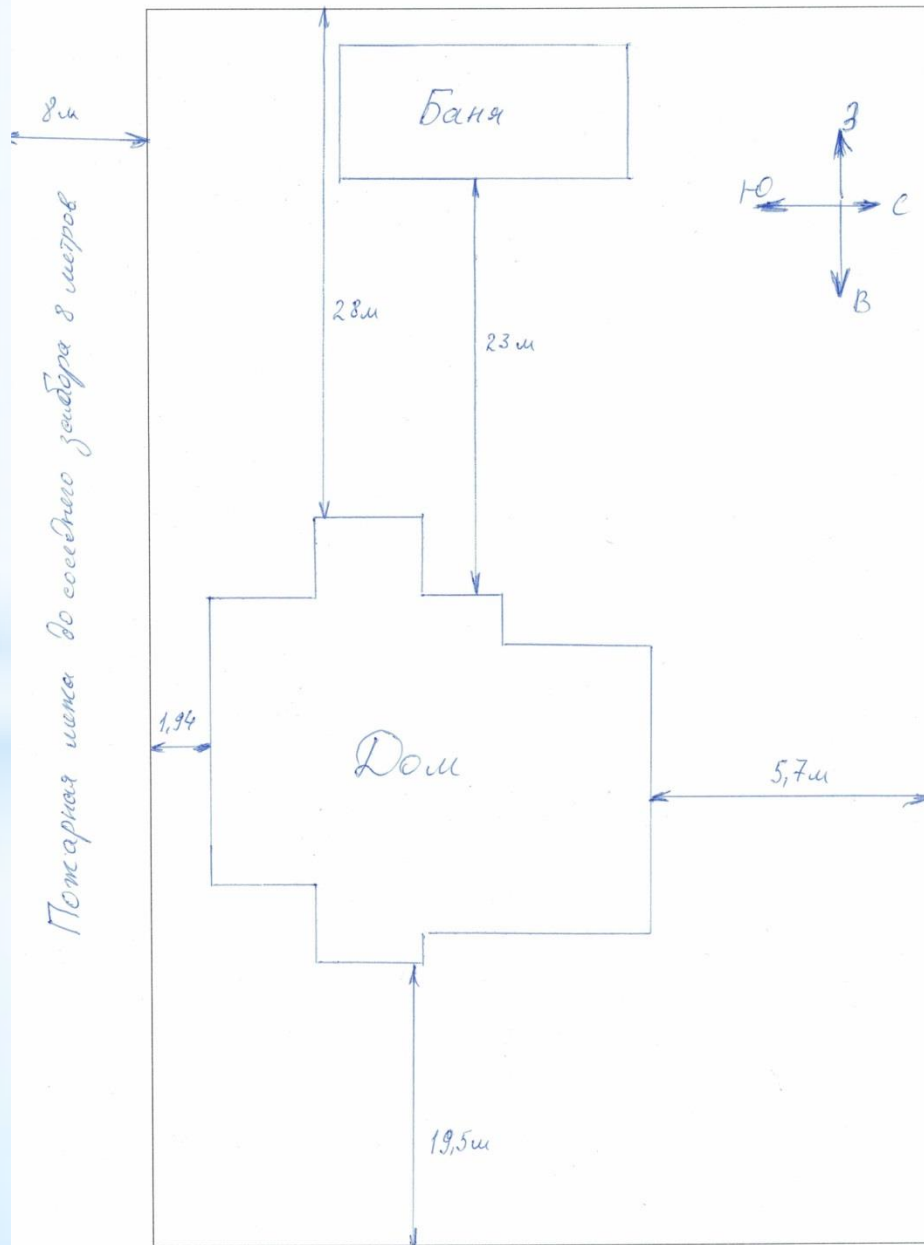 Баня
8м
З
Ю
С
В
Пожарная межа до соседнего забора 8 метров
28м
23м
1,94
Дом
5,7м
19,5м